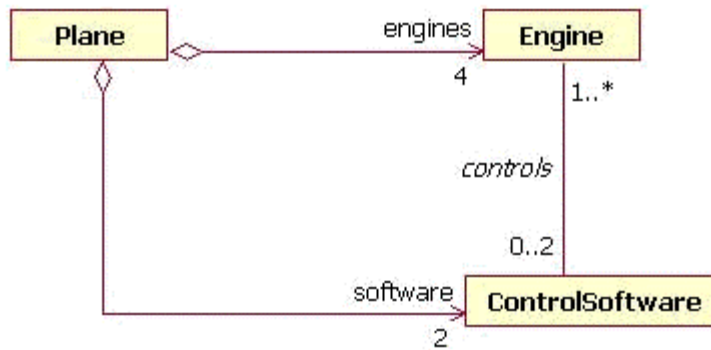 Plane
engines
Engine
4
1..*
controls
0..2
software
ControlSoftware
2